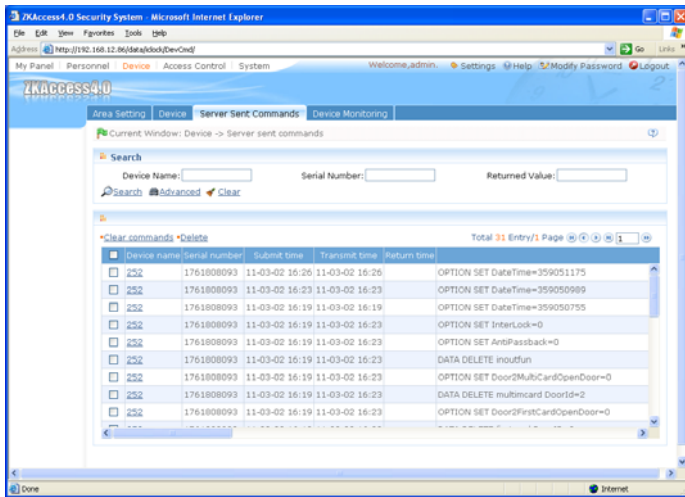 ZKAccess4.0 Security System - Microsoft Internet Explorer
File Edit View Favorites Tools Help
Address http://192.168.12.86/data/iclock/DevCmd/ Go Links »
My Panel | Personnel | Device | Access Control | System Welcome,admin. Settings Help Modify Password Logout
ZKAccess4.0
Area Setting Device Server Sent Commands Device Monitoring
Current Window: Device -> Server sent commands
Search
Device Name: Serial Number: Returned Value:
Search Advanced Clear
Clear commands Delete Total 31 Entry/1 Page 1
Device name Serial number Submit time Transmit time Return time
252 1761808093 11-03-02 16:26 11-03-02 16:26 OPTION SET DateTime=359051175
252 1761808093 11-03-02 16:23 11-03-02 16:23 OPTION SET DateTime=359050989
252 1761808093 11-03-02 16:19 11-03-02 16:19 OPTION SET DateTime=359050755
252 1761808093 11-03-02 16:19 11-03-02 16:23 OPTION SET InterLock=0
252 1761808093 11-03-02 16:19 11-03-02 16:23 OPTION SET AntiPassback=0
252 1761808093 11-03-02 16:19 11-03-02 16:23 DATA DELETE inoutfun
252 1761808093 11-03-02 16:19 11-03-02 16:23 OPTION SET Door2MultiCardOpenDoor=0
252 1761808093 11-03-02 16:19 11-03-02 16:23 DATA DELETE multimcard DoorId=2
252 1761808093 11-03-02 16:19 11-03-02 16:23 OPTION SET Door2FirstCardOpenDoor=0
Done Internet